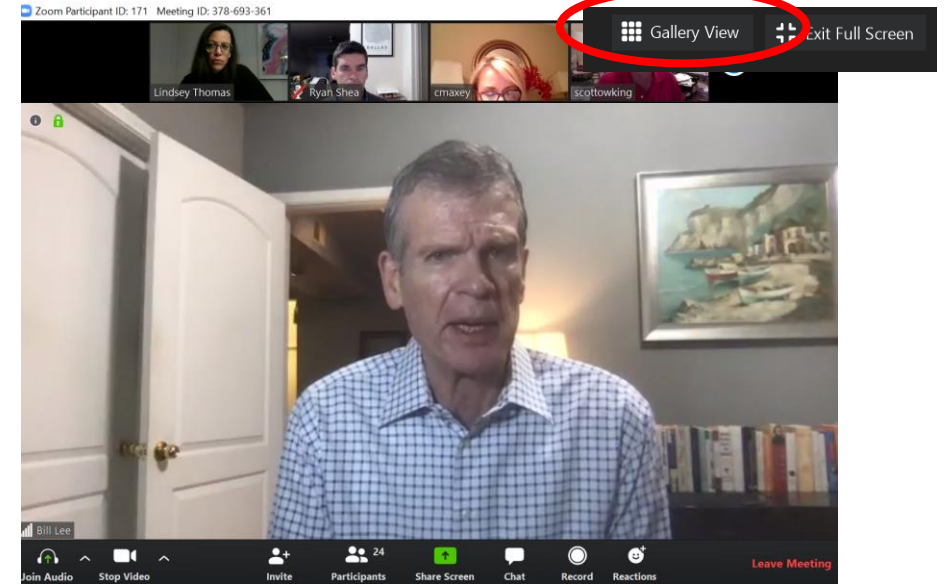 Zoom Participant ID: 171 Meeting ID: 378-693-361
Gallery View
Exit Full Screen
Lindsey Thomas
Ryan Shea
cmaxey
scottowking
DALLAS
Bill Lee
Join Audio
Stop Video
Invite
24
Participants
Share Screen
Chat
Record
Reactions
Leave Meeting